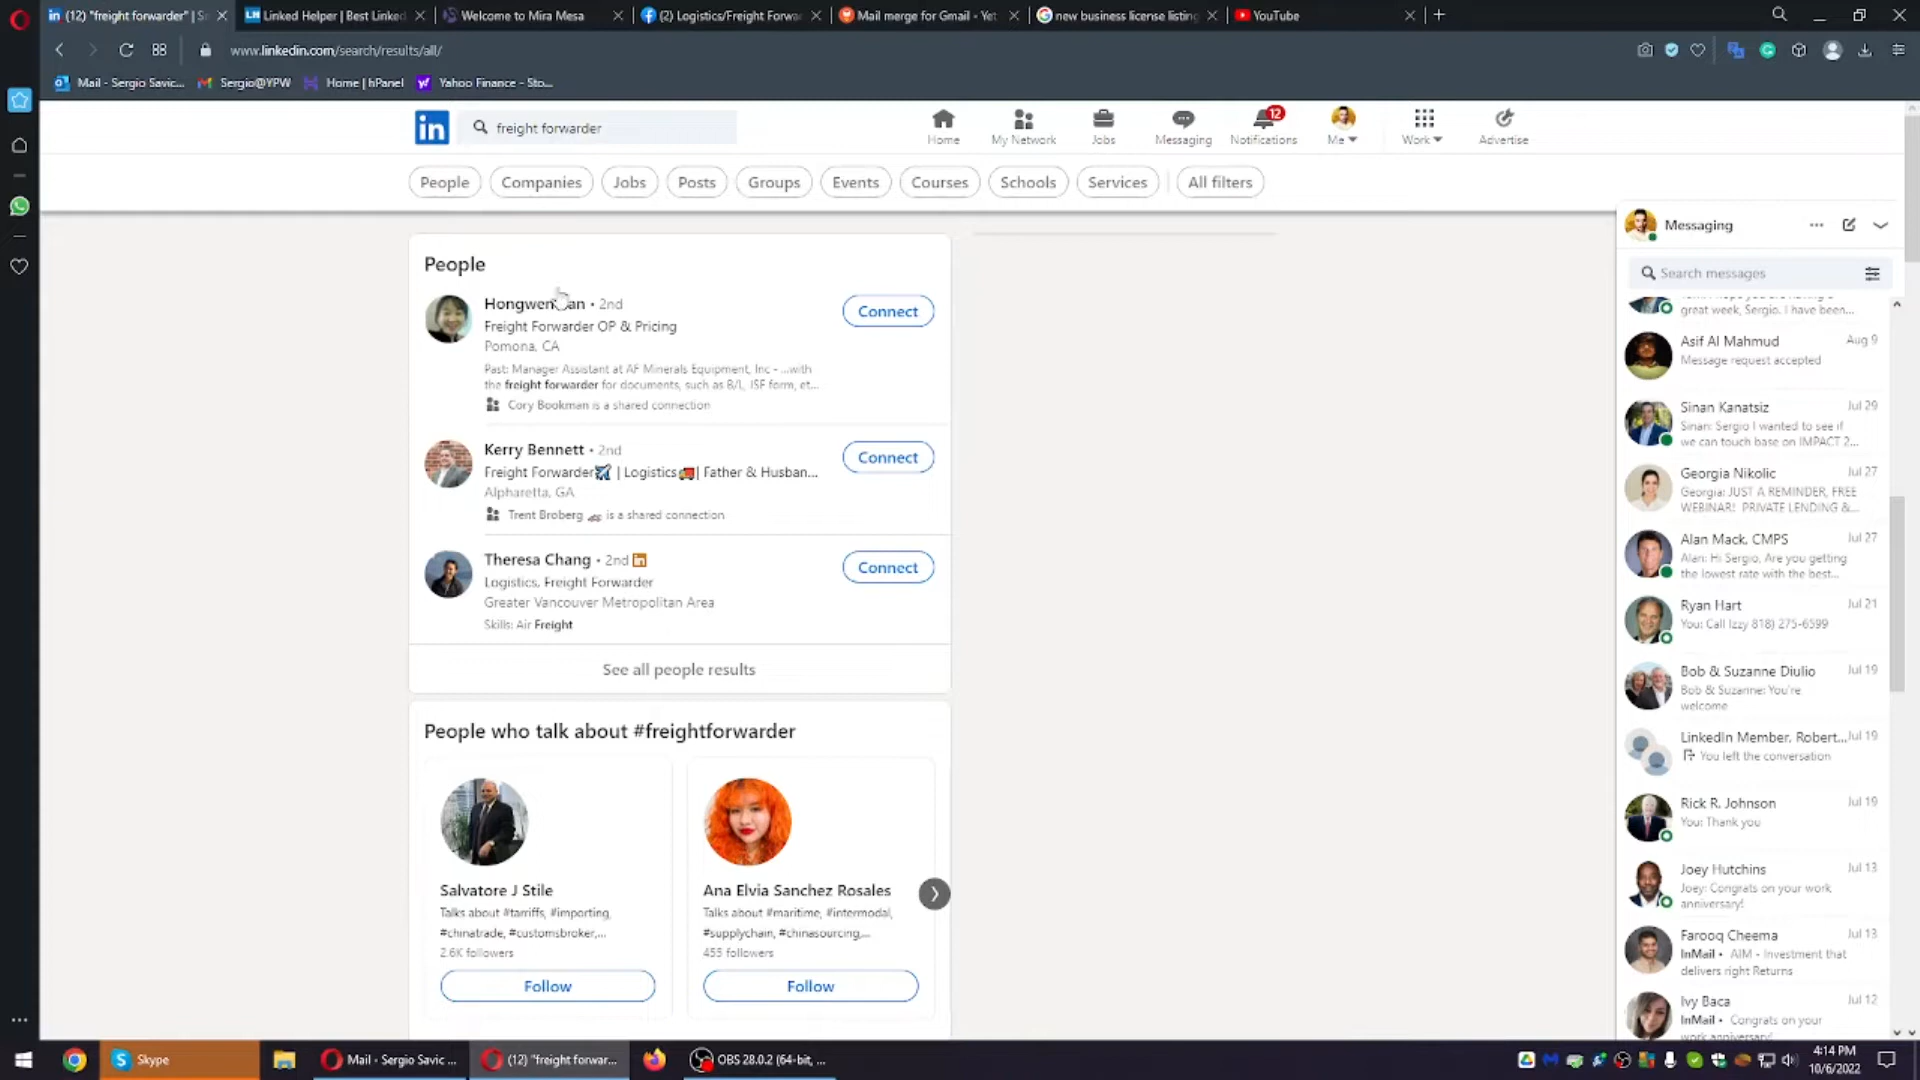 (12) "freight forwarder" | S
Linked Helper | Best Linked
Welcome to Mira Mesa
(2) Logistics/Freight Forwa
Mail merge for Gmail - Yet
new business license listing
YouTube
www.linkedin.com/search/results/all/
Mail - Sergio Savic...
Sergio@YPW
Home | hPanel
Yahoo Finance - Sto...
in
freight forwarder
Home
My Network
Jobs
Messaging
12
Notifications
Me
Work
Advertise
People
Companies
Jobs
Posts
Groups
Events
Courses
Schools
Services
All filters
People
• 2nd
Freight Forwarder OP & Pricing
Pomona, CA
Past: Manager Assistant at AF Minerals Equipment, Inc - ...with
the freight forwarder for documents, such as B/L, ISF form, et...
Cory Bookman is a shared connection
Connect
Kerry Bennett • 2nd
Freight Forwarder✈️ | Logistics🚛| Father & Husban...
Alpharetta, GA
Trent Broberg 🏎️ is a shared connection
Connect
Theresa Chang • 2nd in
Logistics, Freight Forwarder
Greater Vancouver Metropolitan Area
Skills: Air Freight
Connect
See all people results
People who talk about #freightforwarder
Salvatore J Stile
Talks about #tarriffs, #importing,
#chinatrade, #customsbroker,...
2.6K followers
Follow
Ana Elvia Sanchez Rosales
Talks about #maritime, #intermodal,
#supplychain, #chinasourcing,...
455 followers
Follow
Messaging
Search messages
great week, Sergio. I have been...
Asif Al Mahmud
Aug 9
Message request accepted
Sinan Kanatsiz
Jul 29
Sinan: Sergio I wanted to see if
we can touch base on IMPACT 2...
Georgia Nikolic
Jul 27
Georgia: JUST A REMINDER, FREE
WEBINAR! PRIVATE LENDING &...
Alan Mack, CMPS
Jul 27
Alan: Hi Sergio, Are you getting
the lowest rate with the best...
Ryan Hart
Jul 21
You: Call Izzy 818) 275-6599
Bob & Suzanne Diulio
Jul 19
Bob & Suzanne: You're
welcome
LinkedIn Member, Robert...
Jul 19
You left the conversation
Rick R. Johnson
Jul 19
You: Thank you
Joey Hutchins
Jul 13
Joey: Congrats on your work
anniversary!
Farooq Cheema
Jul 13
InMail • AIM - Investment that
delivers right Returns
Ivy Baca
Jul 12
InMail • Congrats on your
work anniversary!
Skype
Mail - Sergio Savic ...
(12) "freight forwar...
OBS 28.0.2 (64-bit, ...
4:14 PM
10/6/2022